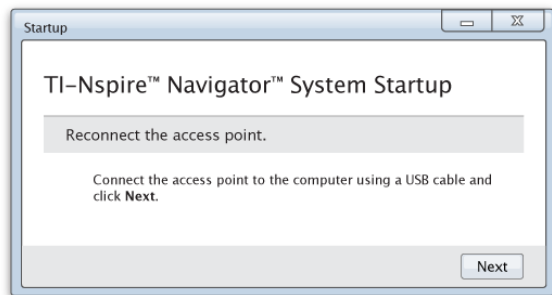 Startup
TI-Nspire™ Navigator™ System Startup
Reconnect the access point.
Connect the access point to the computer using a USB cable and
click Next.
Next